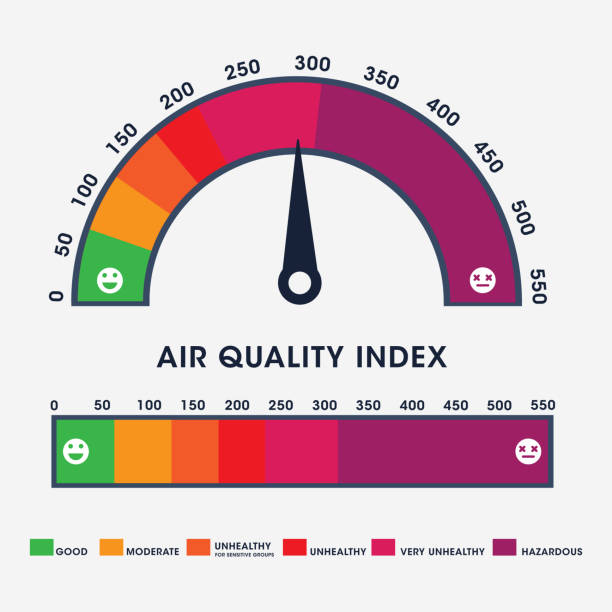 0
50
100
150
200
250
300
350
400
450
500
550
AIR QUALITY INDEX
0 50 100 150 200 250 300 350 400 450 500 550
GOOD
MODERATE
UNHEALTHY
FOR SENSITIVE GROUPS
UNHEALTHY
VERY UNHEALTHY
HAZARDOUS